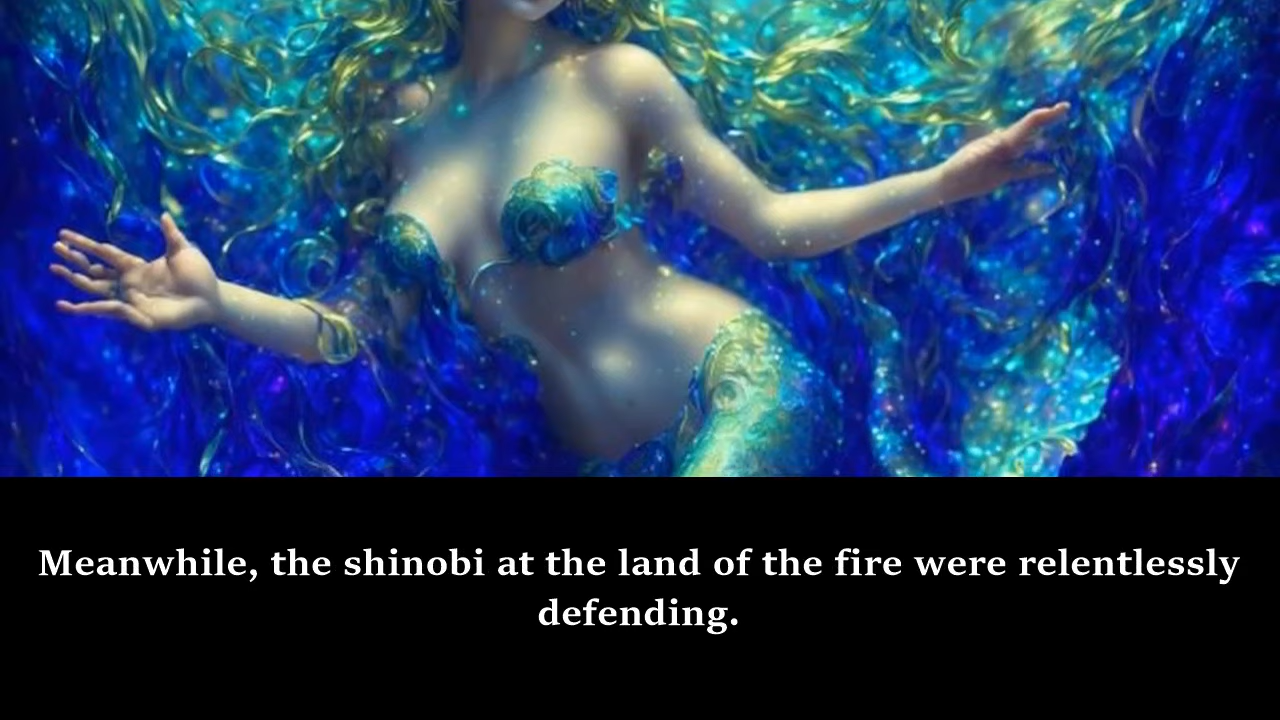 Meanwhile, the shinobi at the land of the fire were relentlessly
defending.